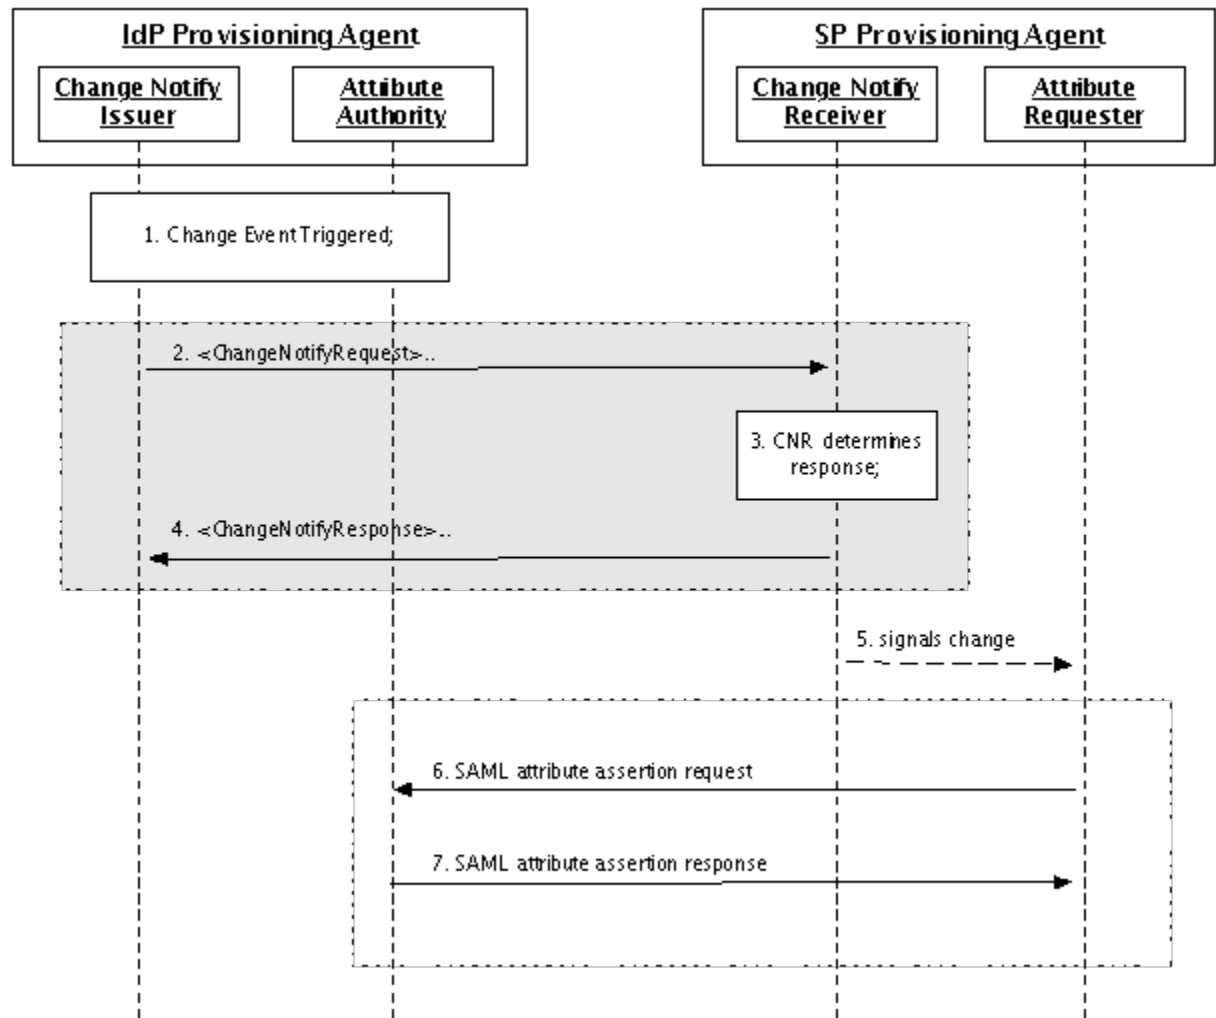 IdP Provisioning Agent
SP Provisioning Agent
Change Notify
Issuer
Attribute
Authority
Change Notify
Receiver
Attribute
Requester
1. Change Event Triggered;
2. <ChangeNotifyRequest>..
3. CNR determines
response;
4. <ChangeNotifyResponse>..
5. signals change
6. SAML attribute assertion request
7. SAML attribute assertion response